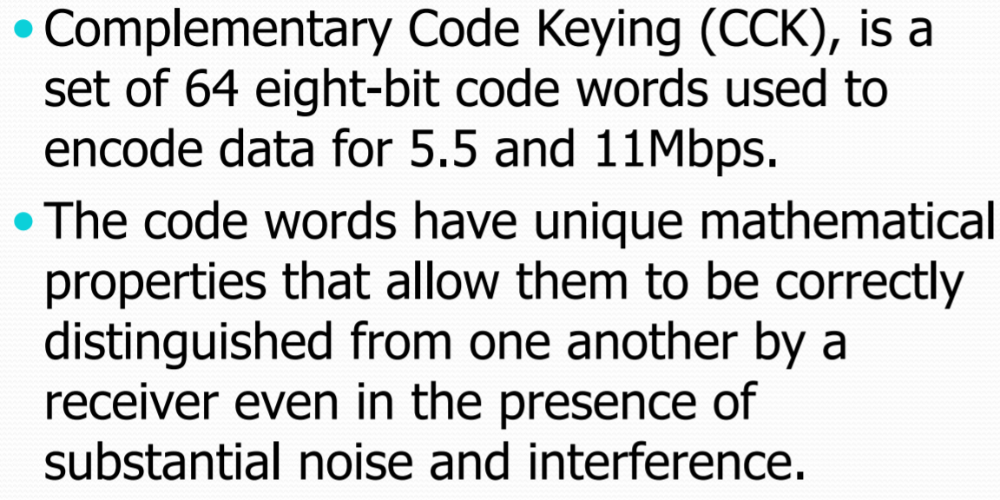 • Complementary Code Keying (CCK), is a
set of 64 eight-bit code words used to
encode data for 5.5 and 11Mbps.
• The code words have unique mathematical
properties that allow them to be correctly
distinguished from one another by a
receiver even in the presence of
substantial noise and interference.